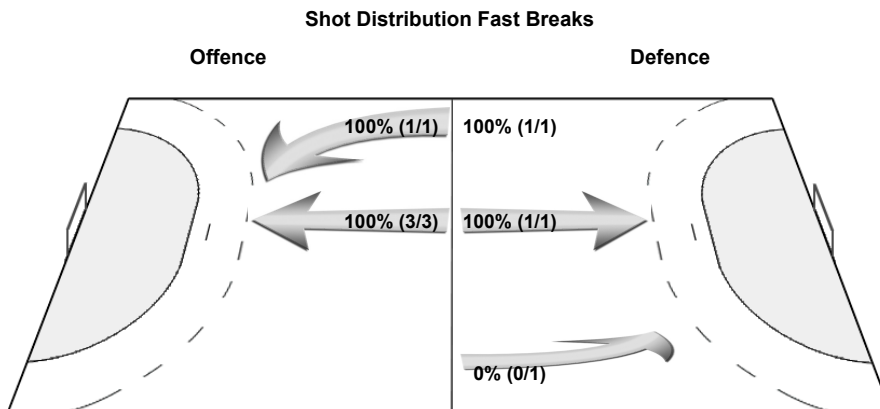 Shot Distribution Fast Breaks
Offence Defence
100% (1/1) 100% (1/1)
100% (3/3) 100% (1/1)
0% (0/1)